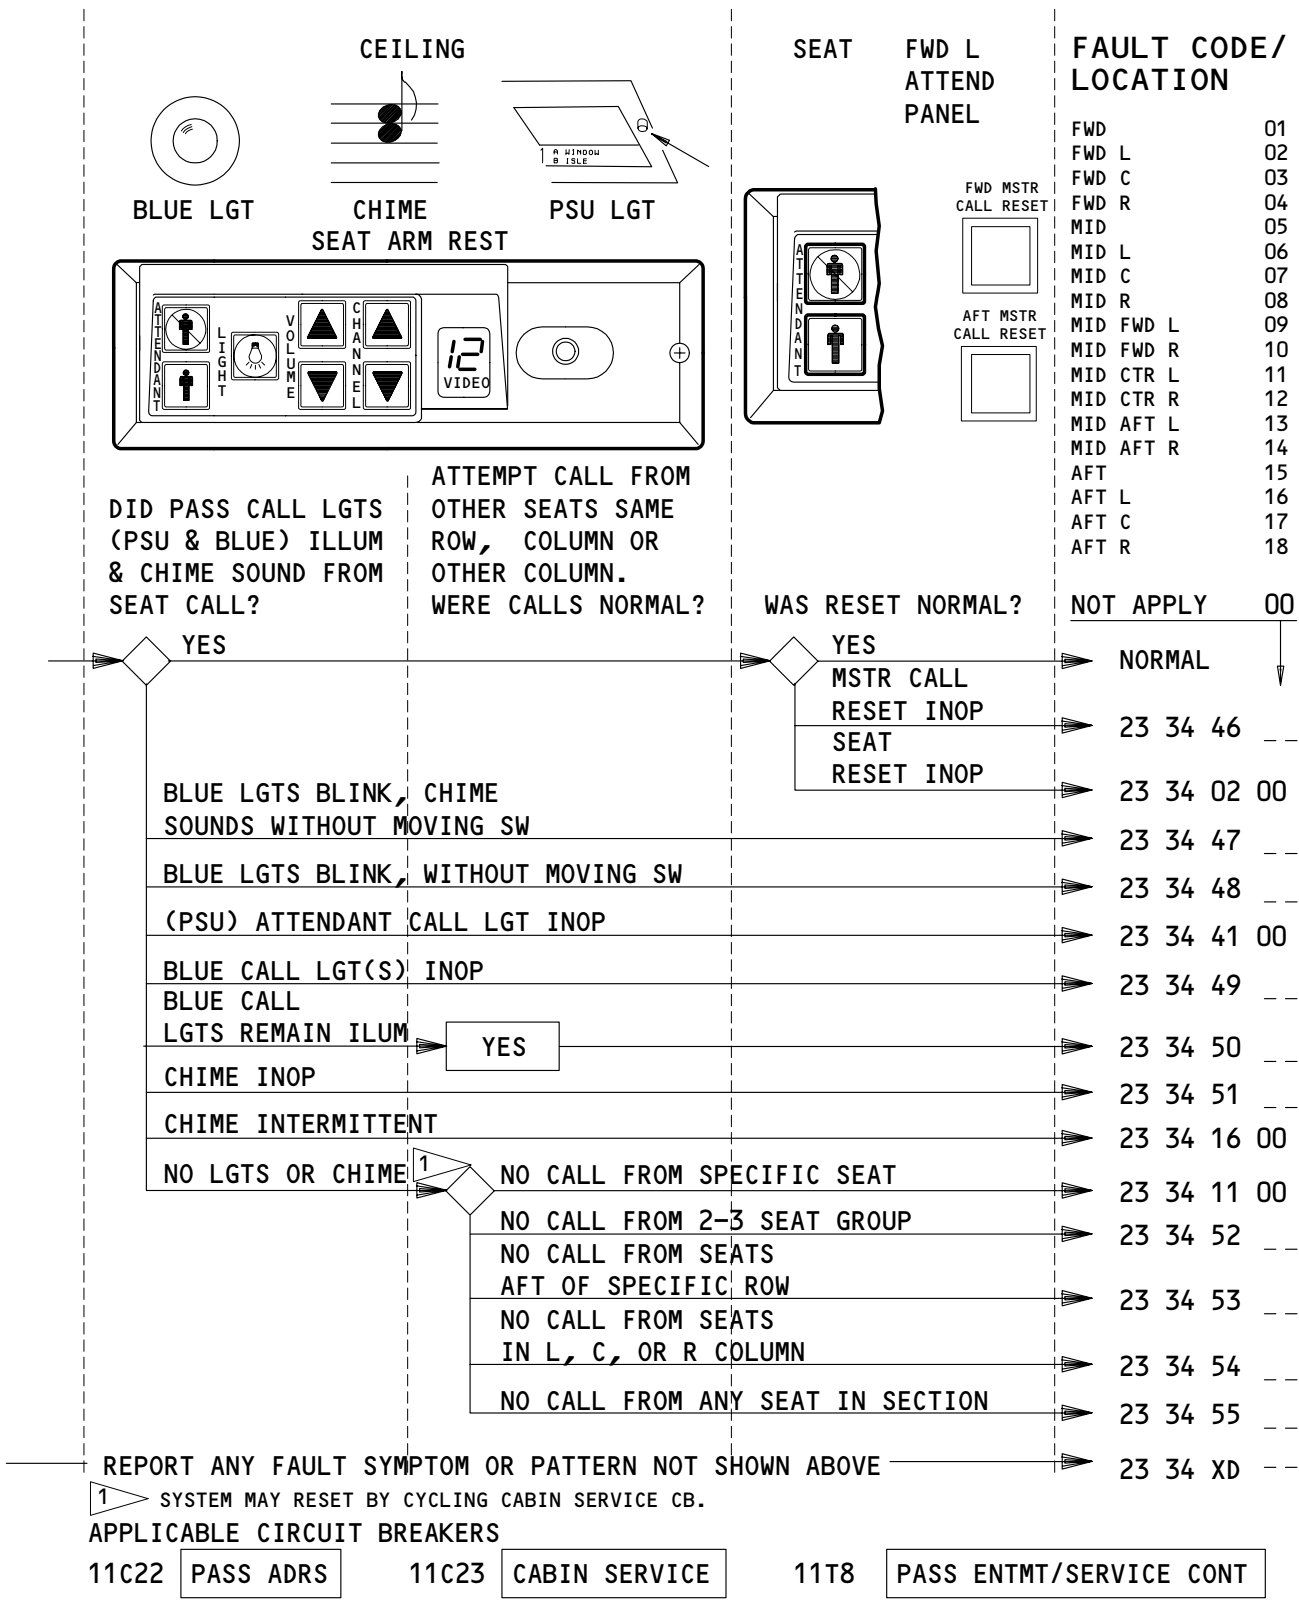 CEILING
SEAT
FWD L
ATTEND
PANEL
FAULT CODE/
LOCATION
1 A WINDOW
B ISLE
BLUE LGT
CHIME
PSU LGT
SEAT ARM REST
ATTENDANT
LIGHT
VOLUME
CHANNEL
12
VIDEO
ATTENDANT
FWD MSTR
CALL RESET
AFT MSTR
CALL RESET
FWD 01
FWD L 02
FWD C 03
FWD R 04
MID 05
MID L 06
MID C 07
MID R 08
MID FWD L 09
MID FWD R 10
MID CTR L 11
MID CTR R 12
MID AFT L 13
MID AFT R 14
AFT 15
AFT L 16
AFT C 17
AFT R 18
NOT APPLY 00
DID PASS CALL LGTS
(PSU & BLUE) ILLUM
& CHIME SOUND FROM
SEAT CALL?
ATTEMPT CALL FROM
OTHER SEATS SAME
ROW, COLUMN OR
OTHER COLUMN.
WERE CALLS NORMAL?
WAS RESET NORMAL?
YES
YES
NORMAL
MSTR CALL
RESET INOP
23 34 46 _ _
SEAT
RESET INOP
23 34 02 00
BLUE LGTS BLINK, CHIME
SOUNDS WITHOUT MOVING SW
23 34 47 _ _
BLUE LGTS BLINK, WITHOUT MOVING SW
23 34 48 _ _
(PSU) ATTENDANT CALL LGT INOP
23 34 41 00
BLUE CALL LGT(S) INOP
23 34 49 _ _
BLUE CALL
LGTS REMAIN ILUM
YES
23 34 50 _ _
CHIME INOP
23 34 51 _ _
CHIME INTERMITTENT
23 34 16 00
NO LGTS OR CHIME
1
NO CALL FROM SPECIFIC SEAT
23 34 11 00
NO CALL FROM 2-3 SEAT GROUP
23 34 52 _ _
NO CALL FROM SEATS
AFT OF SPECIFIC ROW
23 34 53 _ _
NO CALL FROM SEATS
IN L, C, OR R COLUMN
23 34 54 _ _
NO CALL FROM ANY SEAT IN SECTION
23 34 55 _ _
REPORT ANY FAULT SYMPTOM OR PATTERN NOT SHOWN ABOVE
23 34 XD _ _
1 SYSTEM MAY RESET BY CYCLING CABIN SERVICE CB.
APPLICABLE CIRCUIT BREAKERS
11C22 PASS ADRS 11C23 CABIN SERVICE 11T8 PASS ENTMT/SERVICE CONT